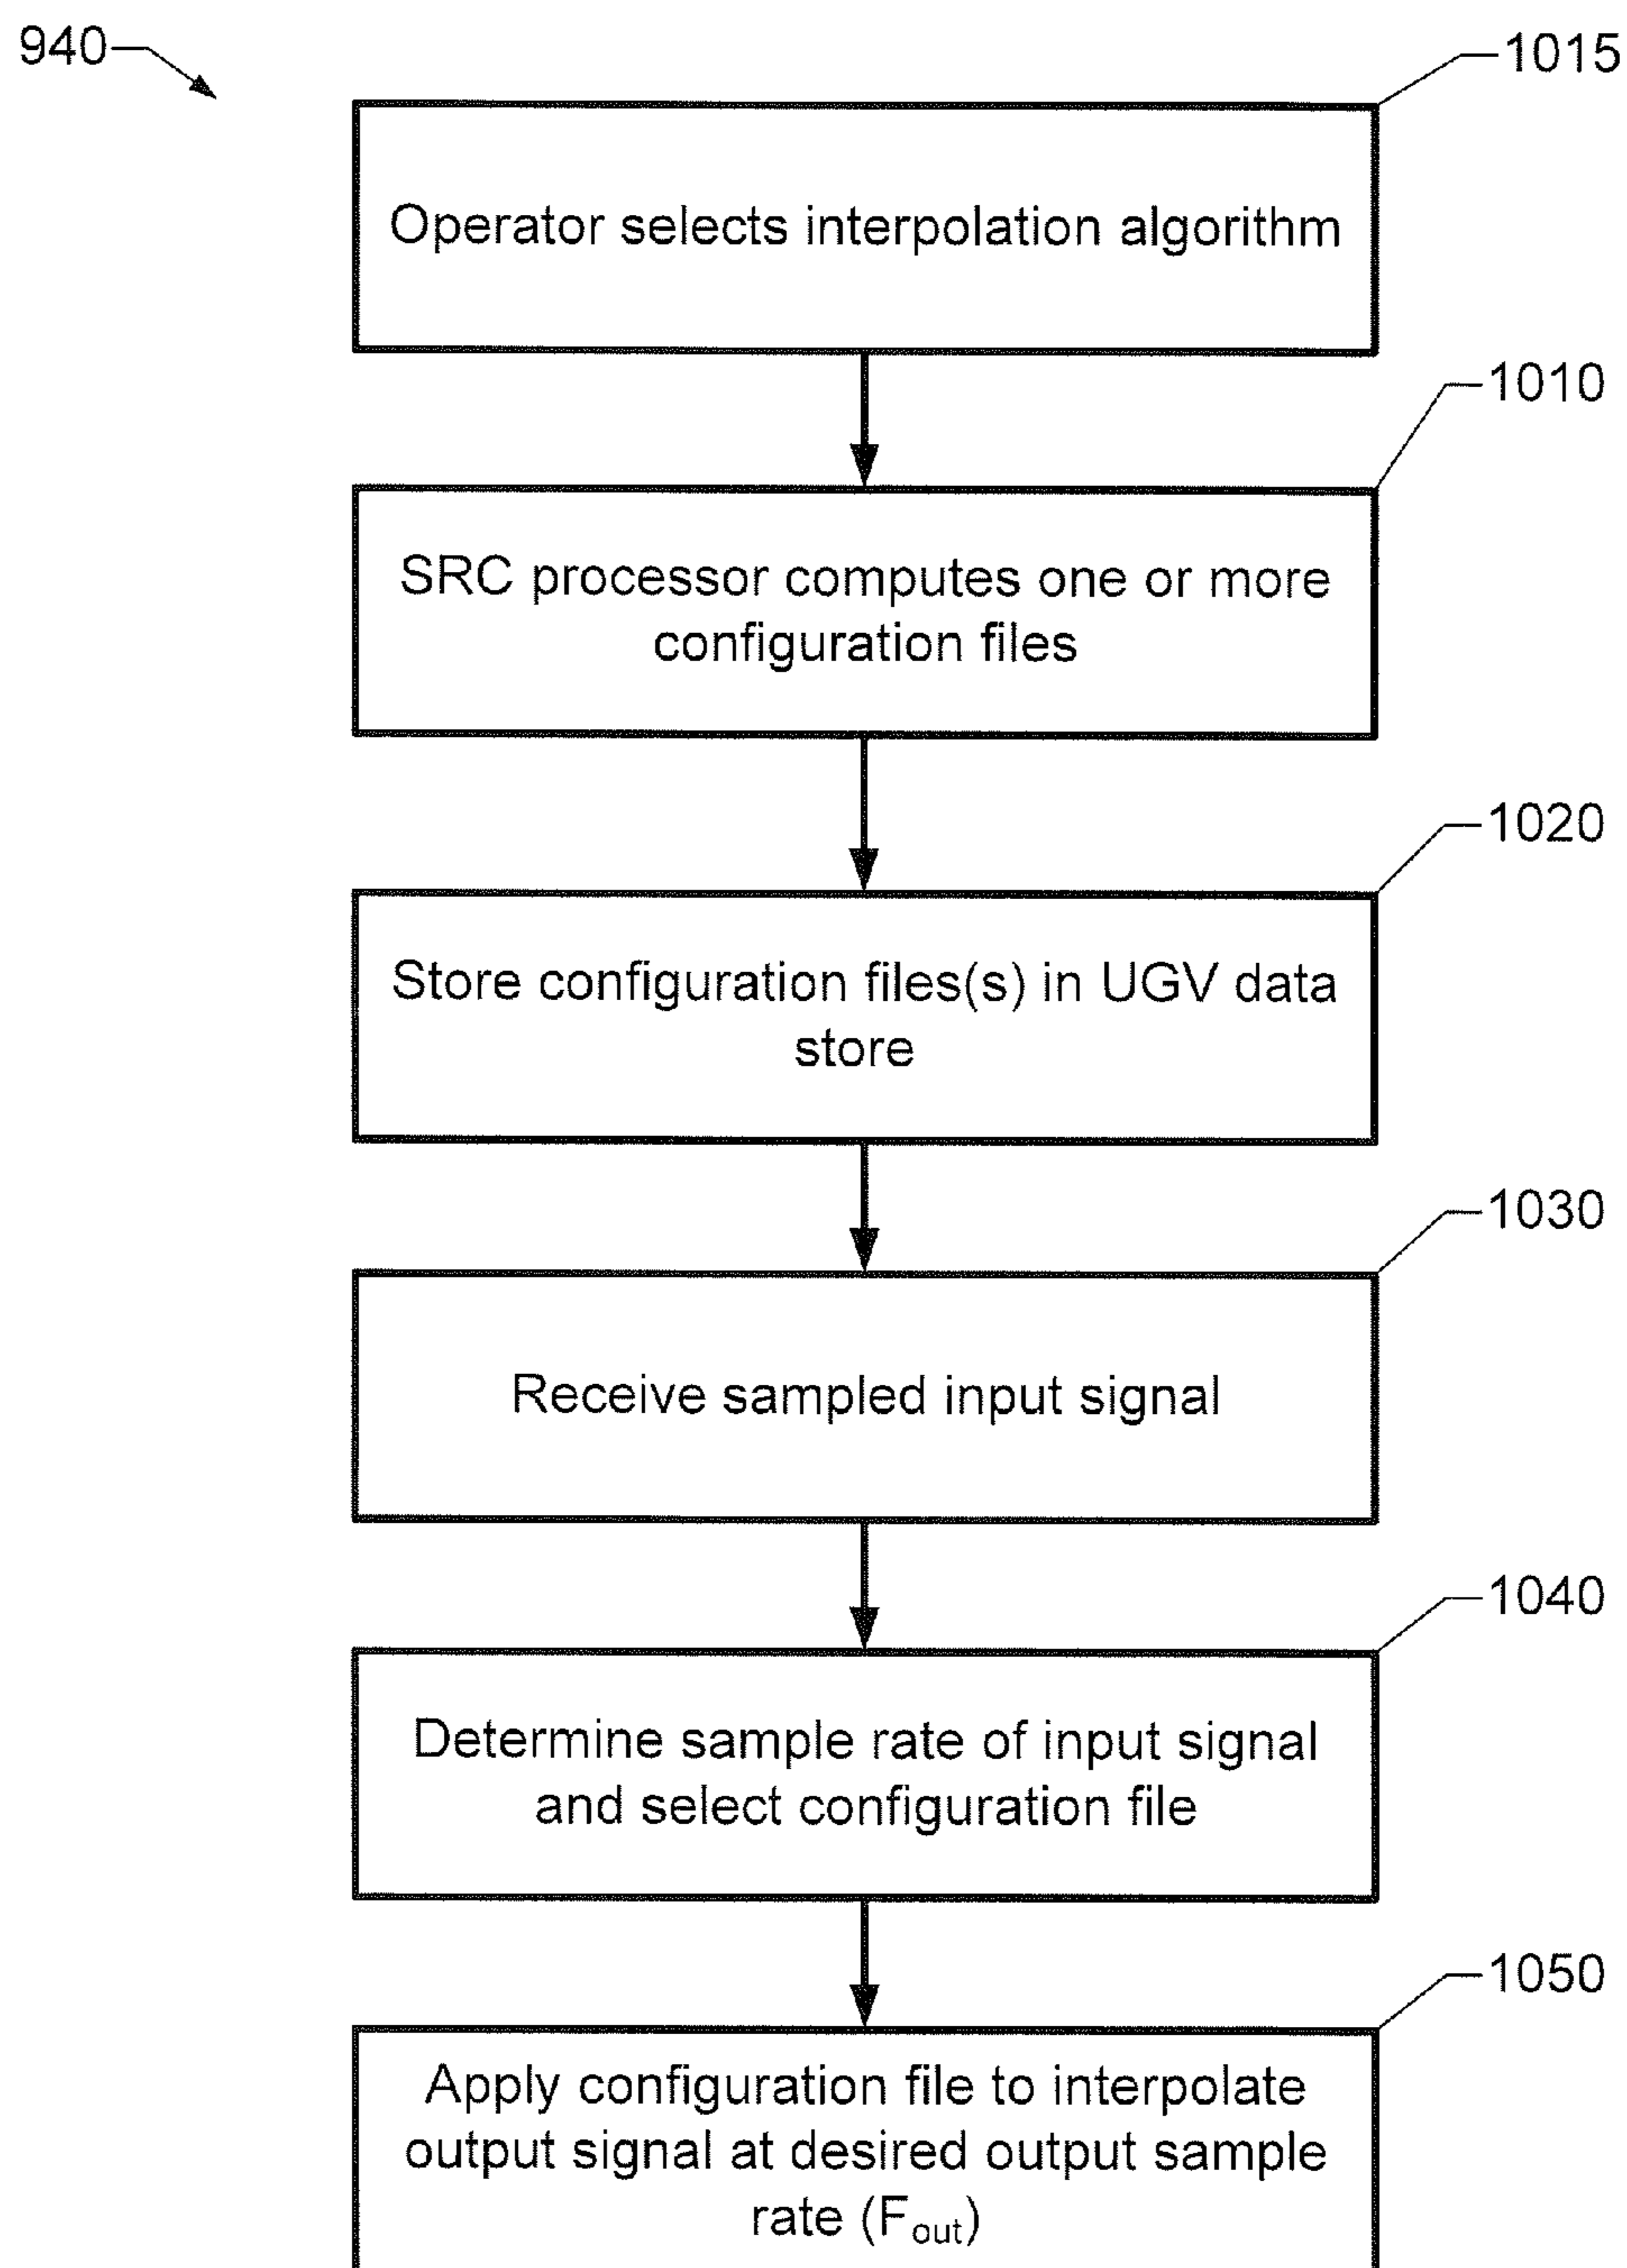 940
1015
Operator selects interpolation algorithm
1010
SRC processor computes one or more
configuration files
1020
Store configuration files(s) in UGV data
store
1030
Receive sampled input signal
1040
Determine sample rate of input signal
and select configuration file
1050
Apply configuration file to interpolate
output signal at desired output sample
rate (Fout)